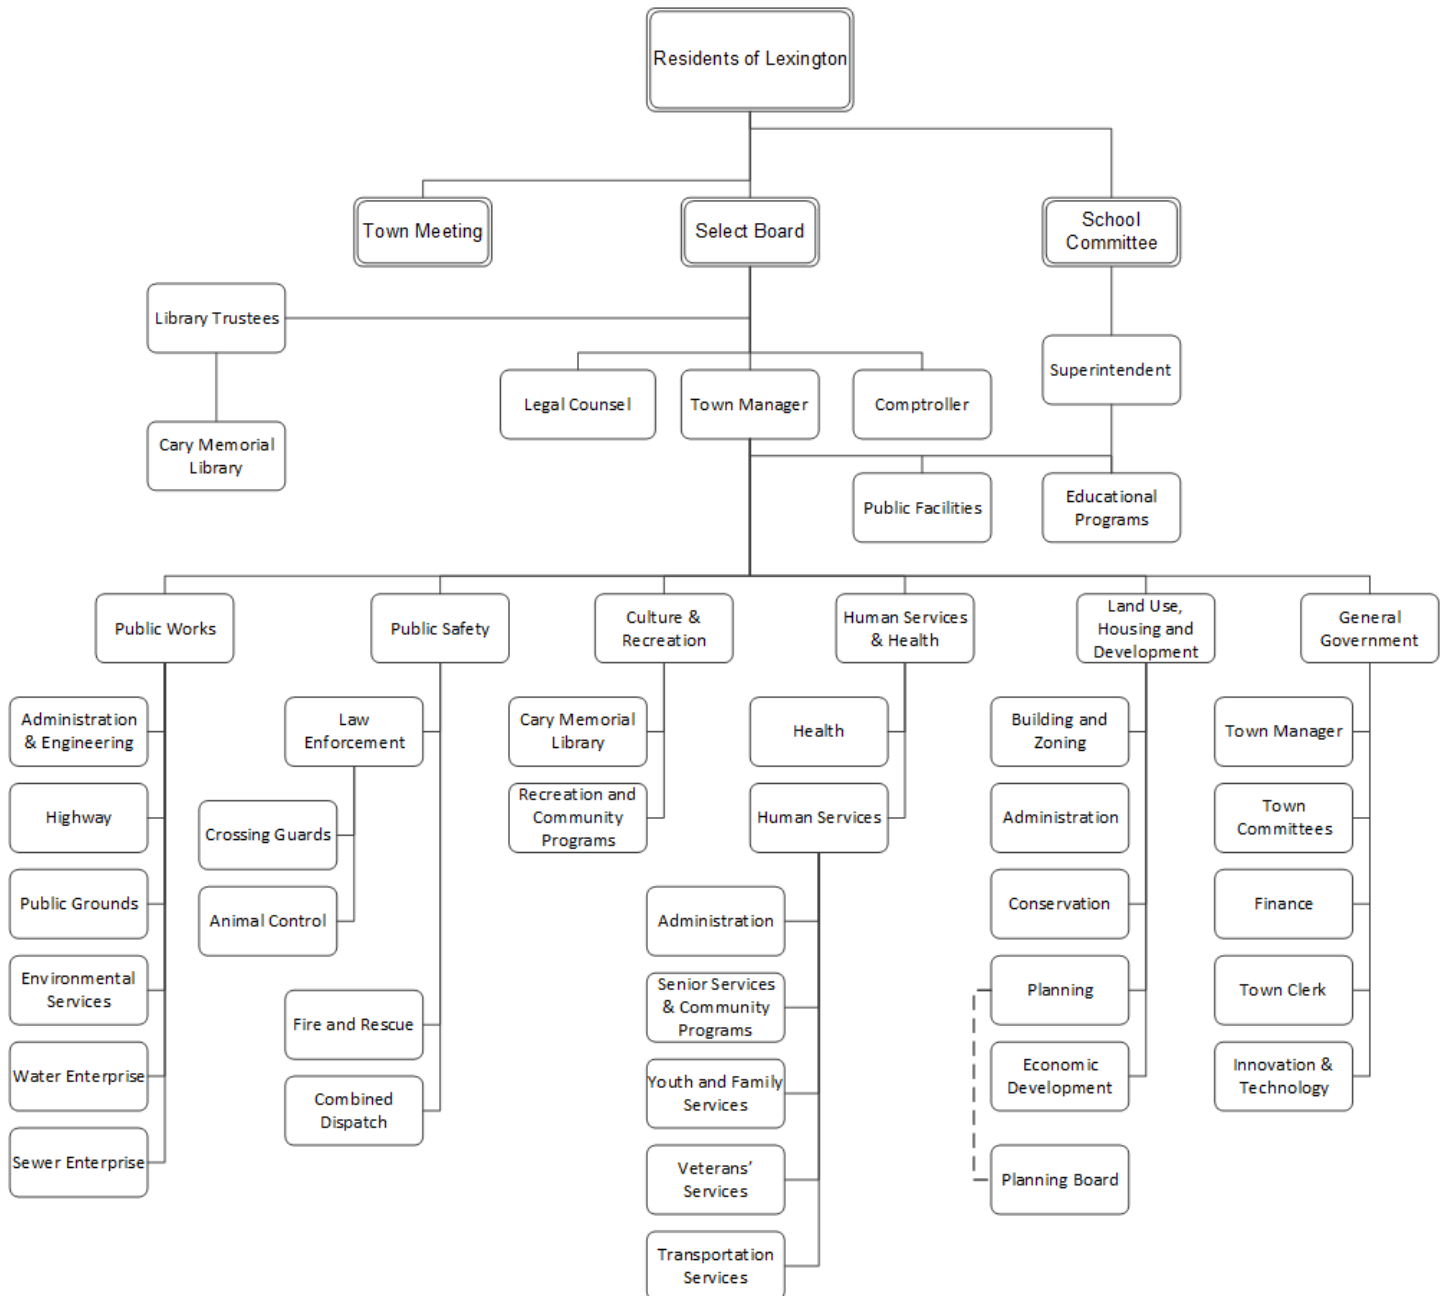 Residents of Lexington
Town Meeting
Select Board
School
Committee
Library Trustees
Superintendent
Legal Counsel
Town Manager
Comptroller
Cary Memorial
Library
Public Facilities
Educational
Programs
Public Works
Public Safety
Culture &
Recreation
Human Services
& Health
Land Use,
Housing and
Development
General
Government
Administration
& Engineering
Highway
Public Grounds
Environmental
Services
Water Enterprise
Sewer Enterprise
Law
Enforcement
Crossing Guards
Animal Control
Fire and Rescue
Combined
Dispatch
Cary Memorial
Library
Recreation and
Community
Programs
Health
Human Services
Administration
Senior Services
& Community
Programs
Youth and Family
Services
Veterans’
Services
Transportation
Services
Building and
Zoning
Administration
Conservation
Planning
Economic
Development
Planning Board
Town Manager
Town
Committees
Finance
Town Clerk
Innovation &
Technology